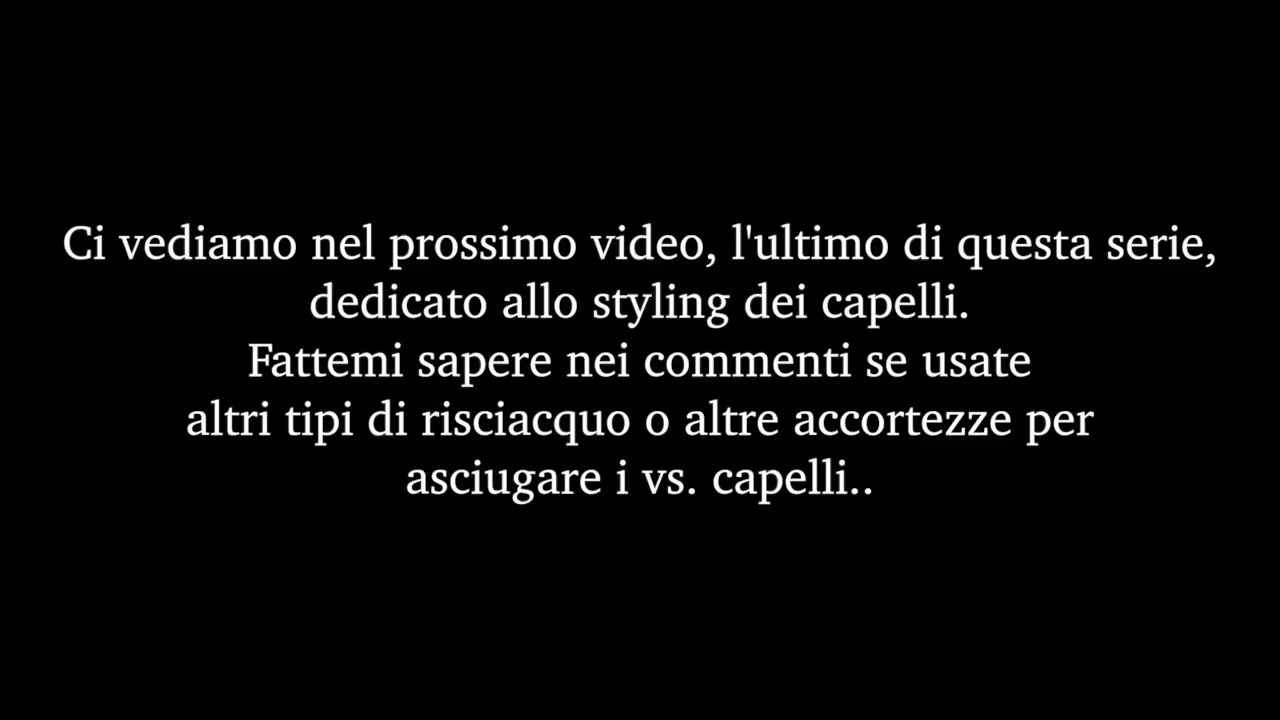 Ci vediamo nel prossimo video, l'ultimo di questa serie,
dedicato allo styling dei capelli.
Fattemi sapere nei commenti se usate
altri tipi di risciacquo o altre accortezze per
asciugare i vs. capelli..